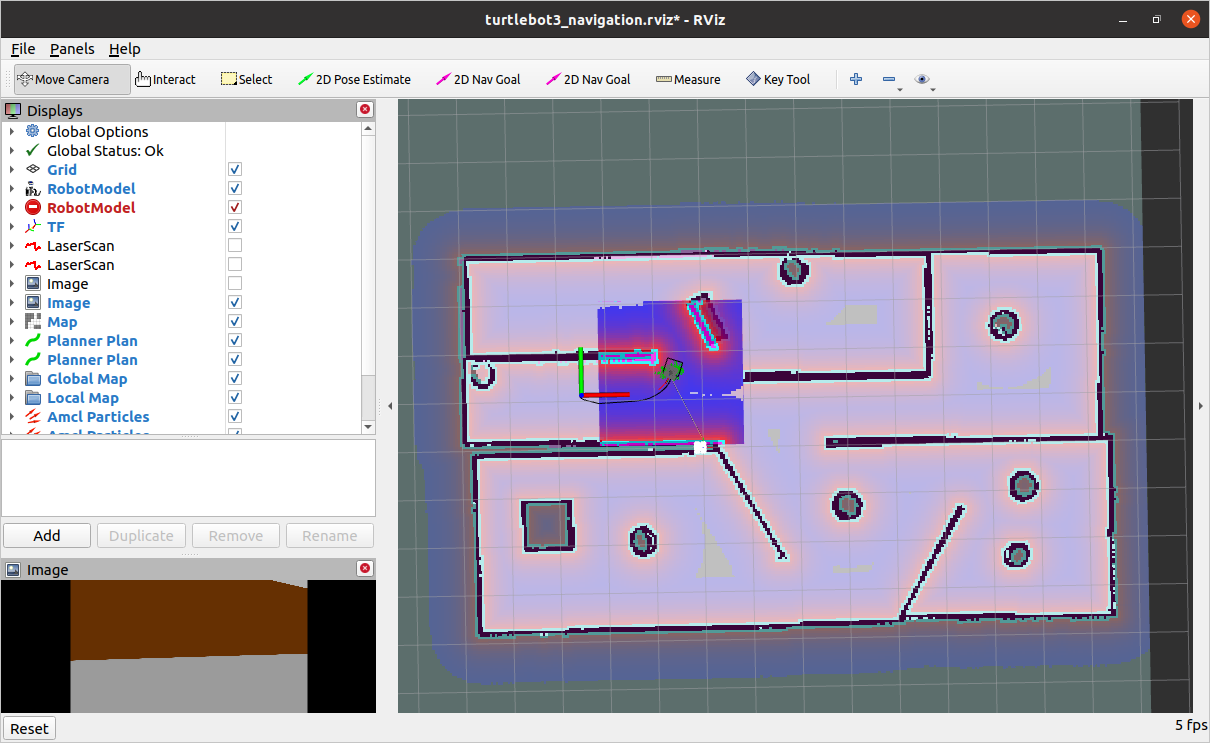 turtlebot3_navigation.rviz* - RViz
File Panels Help
Move Camera Interact Select 2D Pose Estimate 2D Nav Goal 2D Nav Goal Measure Key Tool
Displays
Global Options
Global Status: Ok
Grid
RobotModel
RobotModel
TF
LaserScan
LaserScan
Image
Image
Map
Planner Plan
Planner Plan
Global Map
Local Map
Amcl Particles
Amcl Particles
Add Duplicate Remove Rename
Image
Reset
5 fps